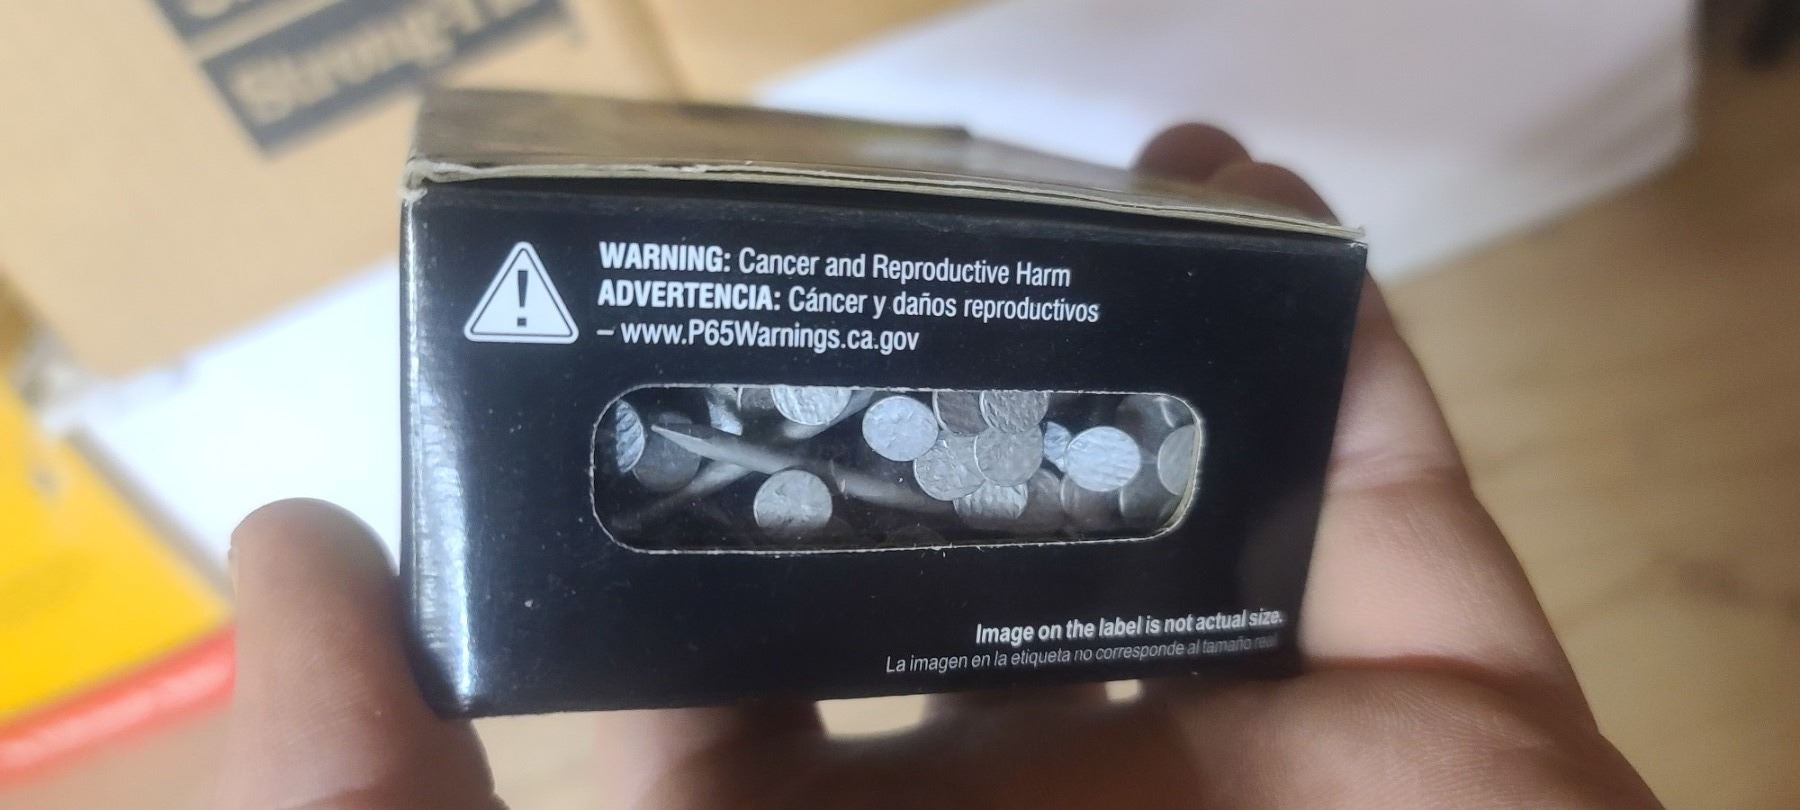 WARNING: Cancer and Reproductive Harm
ADVERTENCIA: Cáncer y daños reproductivos
– www.P65Warnings.ca.gov
Image on the label is not actual size.
La imagen en la etiqueta no corresponde al tamaño real